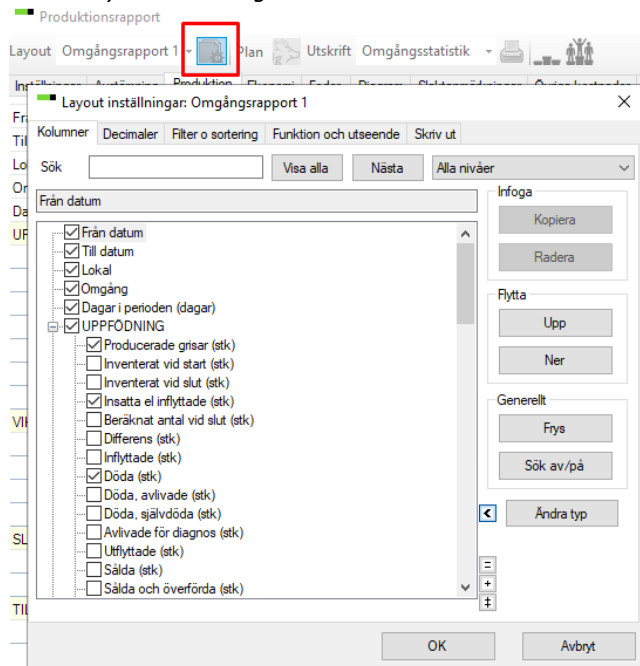 Produktionsrapport
Layout Omgångsrapport 1 Plan Utskrift Omgångsstatistik
Produktion
Layout inställningar: Omgångsrapport 1
Kolumner Decimaler Filter o sortering Funktion och utseende Skriv ut
Sök Visa alla Nästa Alla nivåer
Från datum
Infoga
Kopiera
Radera
Från datum
Till datum
Lokal
Omgång
Dagar i perioden (dagar)
UPPFÖDNING
Producerade grisar (stk)
Inventerat vid start (stk)
Inventerat vid slut (stk)
Insatta el inflyttade (stk)
Beräknat antal vid slut (stk)
Differens (stk)
Inflyttade (stk)
Döda (stk)
Döda, avlivade (stk)
Döda, självdöda (stk)
Avlivade för diagnos (stk)
Utflyttade (stk)
Sålda (stk)
Sålda och överförda (stk)
Flytta
Upp
Ner
Generellt
Frys
Sök av/på
Ändra typ
OK Avbryt